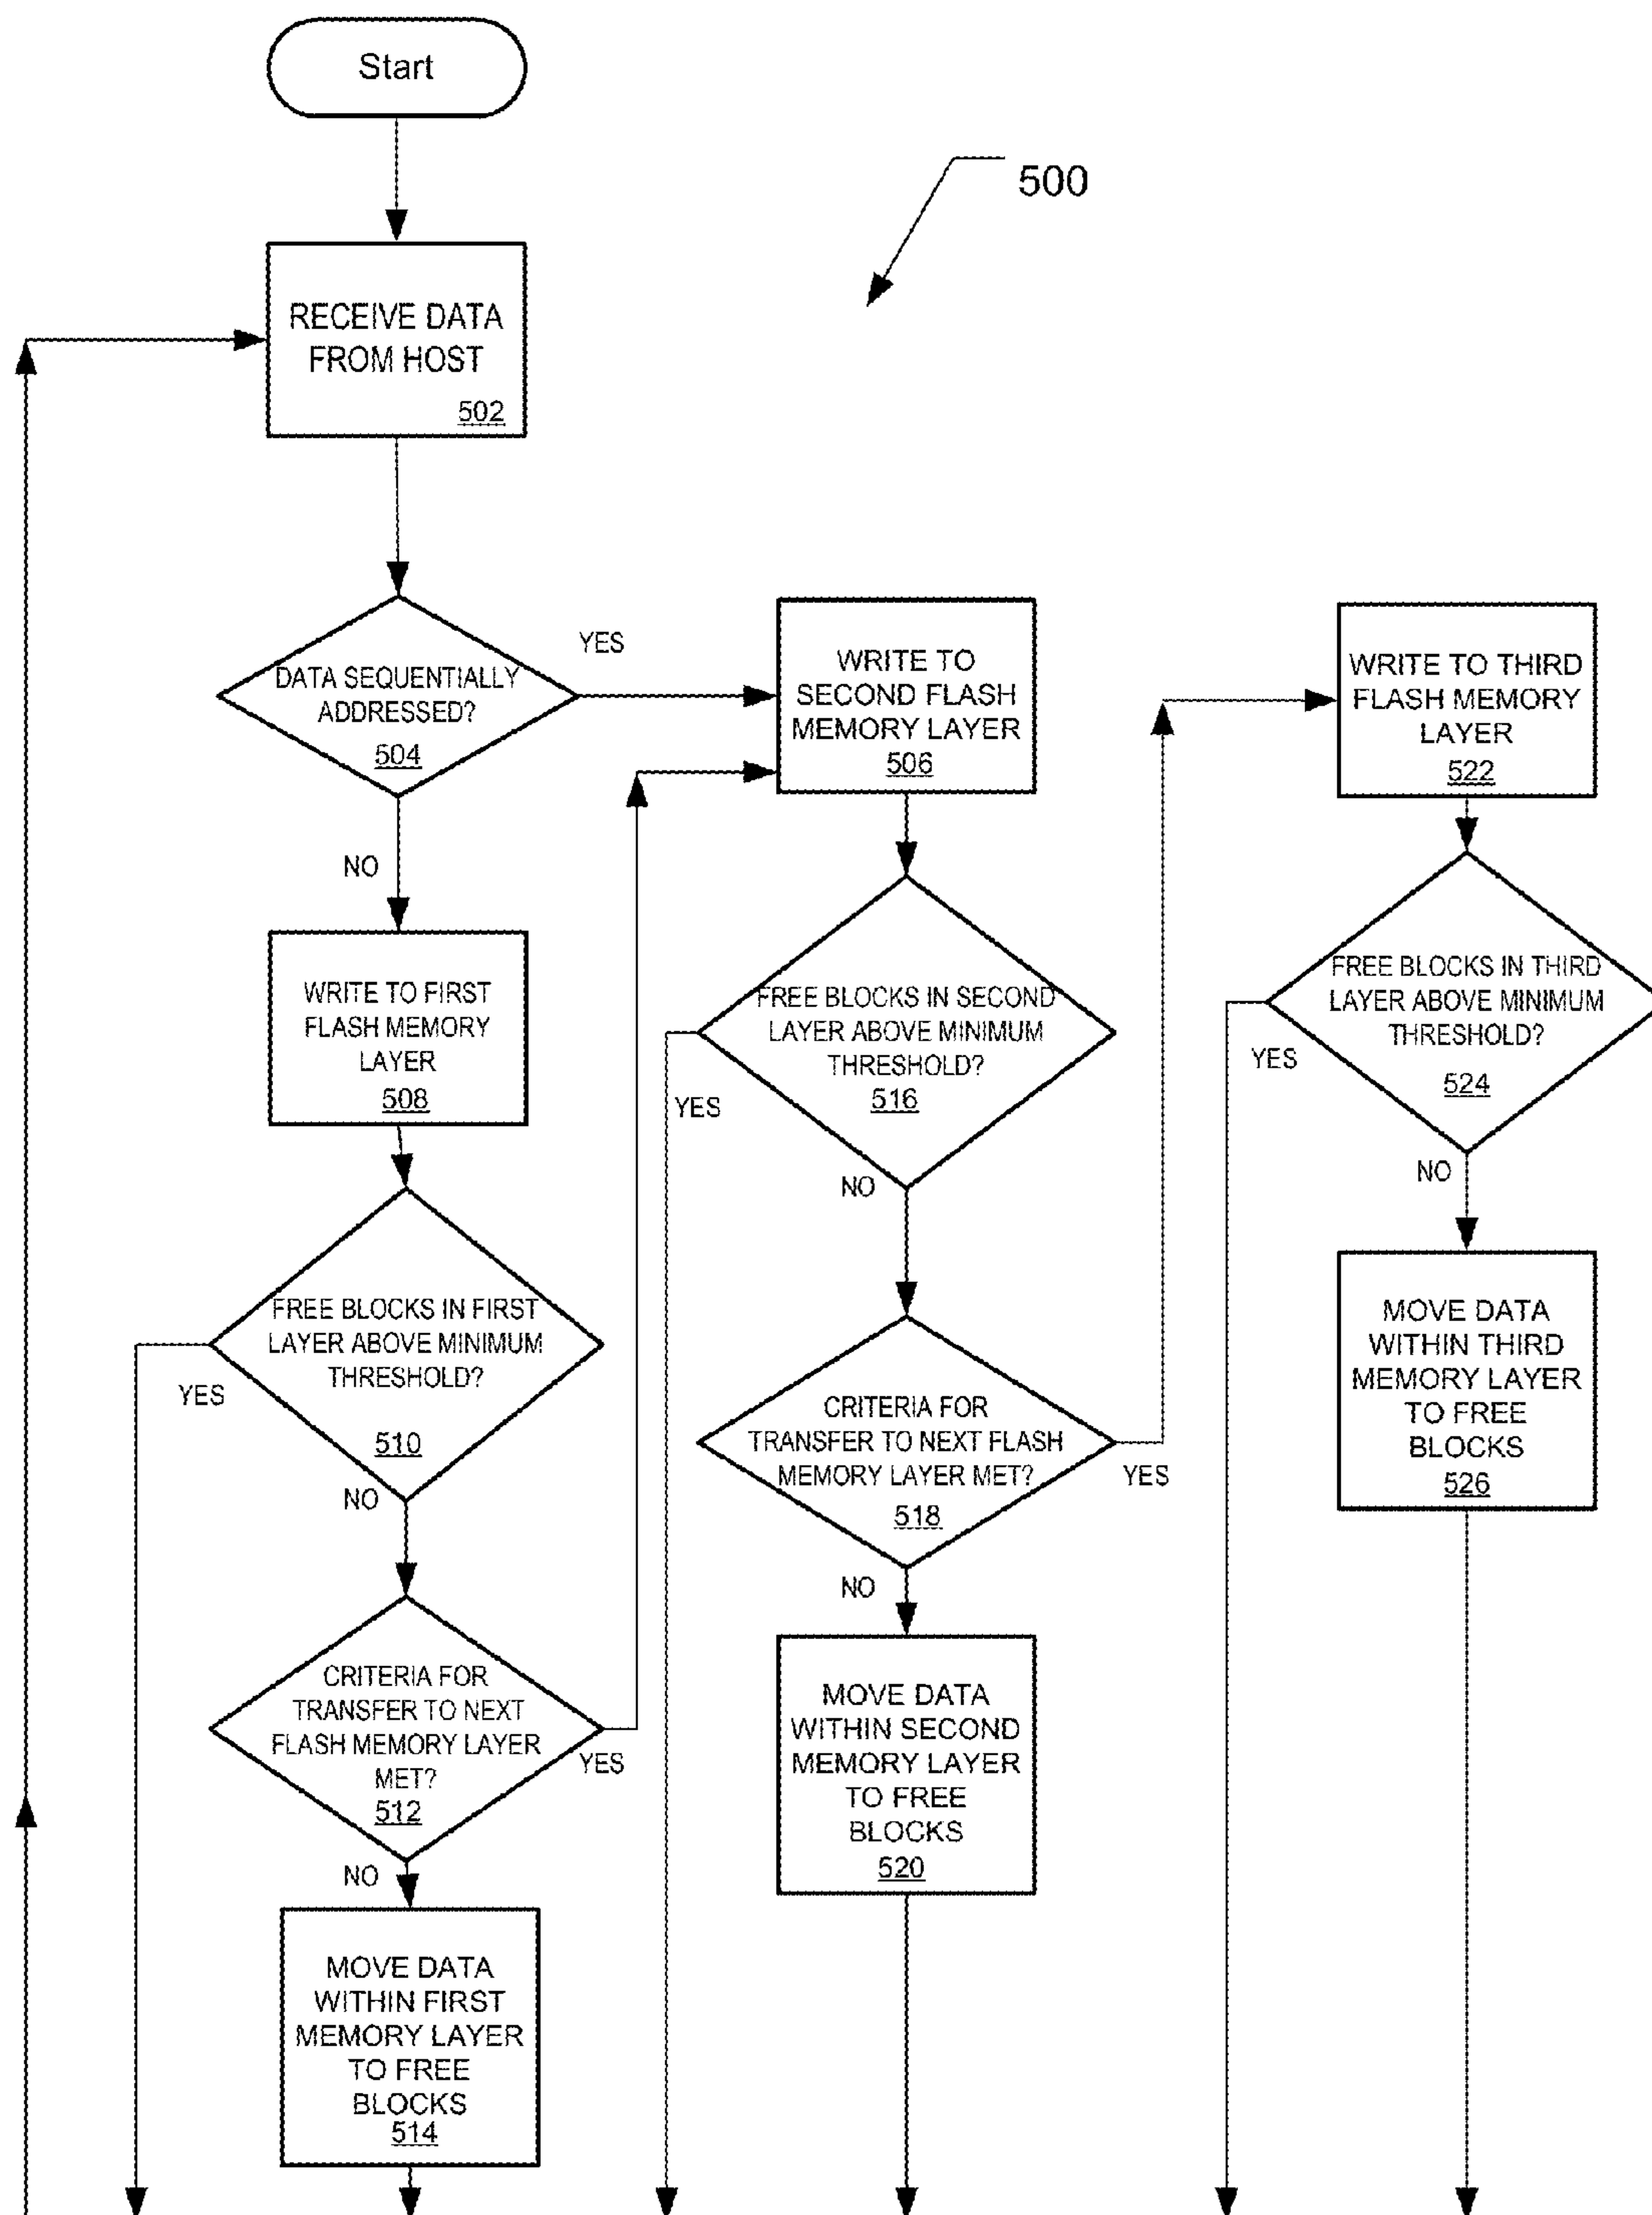 Start
500
RECEIVE DATA
FROM HOST
502
DATA SEQUENTIALLY
ADDRESSED?
504
YES
NO
WRITE TO
SECOND FLASH
MEMORY LAYER
506
WRITE TO THIRD
FLASH MEMORY
LAYER
522
WRITE TO FIRST
FLASH MEMORY
LAYER
508
FREE BLOCKS IN SECOND
LAYER ABOVE MINIMUM
THRESHOLD?
516
YES
NO
FREE BLOCKS IN THIRD
LAYER ABOVE MINIMUM
THRESHOLD?
524
YES
NO
FREE BLOCKS IN FIRST
LAYER ABOVE MINIMUM
THRESHOLD?
510
YES
NO
CRITERIA FOR
TRANSFER TO NEXT FLASH
MEMORY LAYER MET?
518
YES
NO
MOVE DATA
WITHIN THIRD
MEMORY LAYER
TO FREE
BLOCKS
526
CRITERIA FOR
TRANSFER TO NEXT
FLASH MEMORY LAYER
MET?
512
YES
NO
MOVE DATA
WITHIN SECOND
MEMORY LAYER
TO FREE
BLOCKS
520
MOVE DATA
WITHIN FIRST
MEMORY LAYER
TO FREE
BLOCKS
514